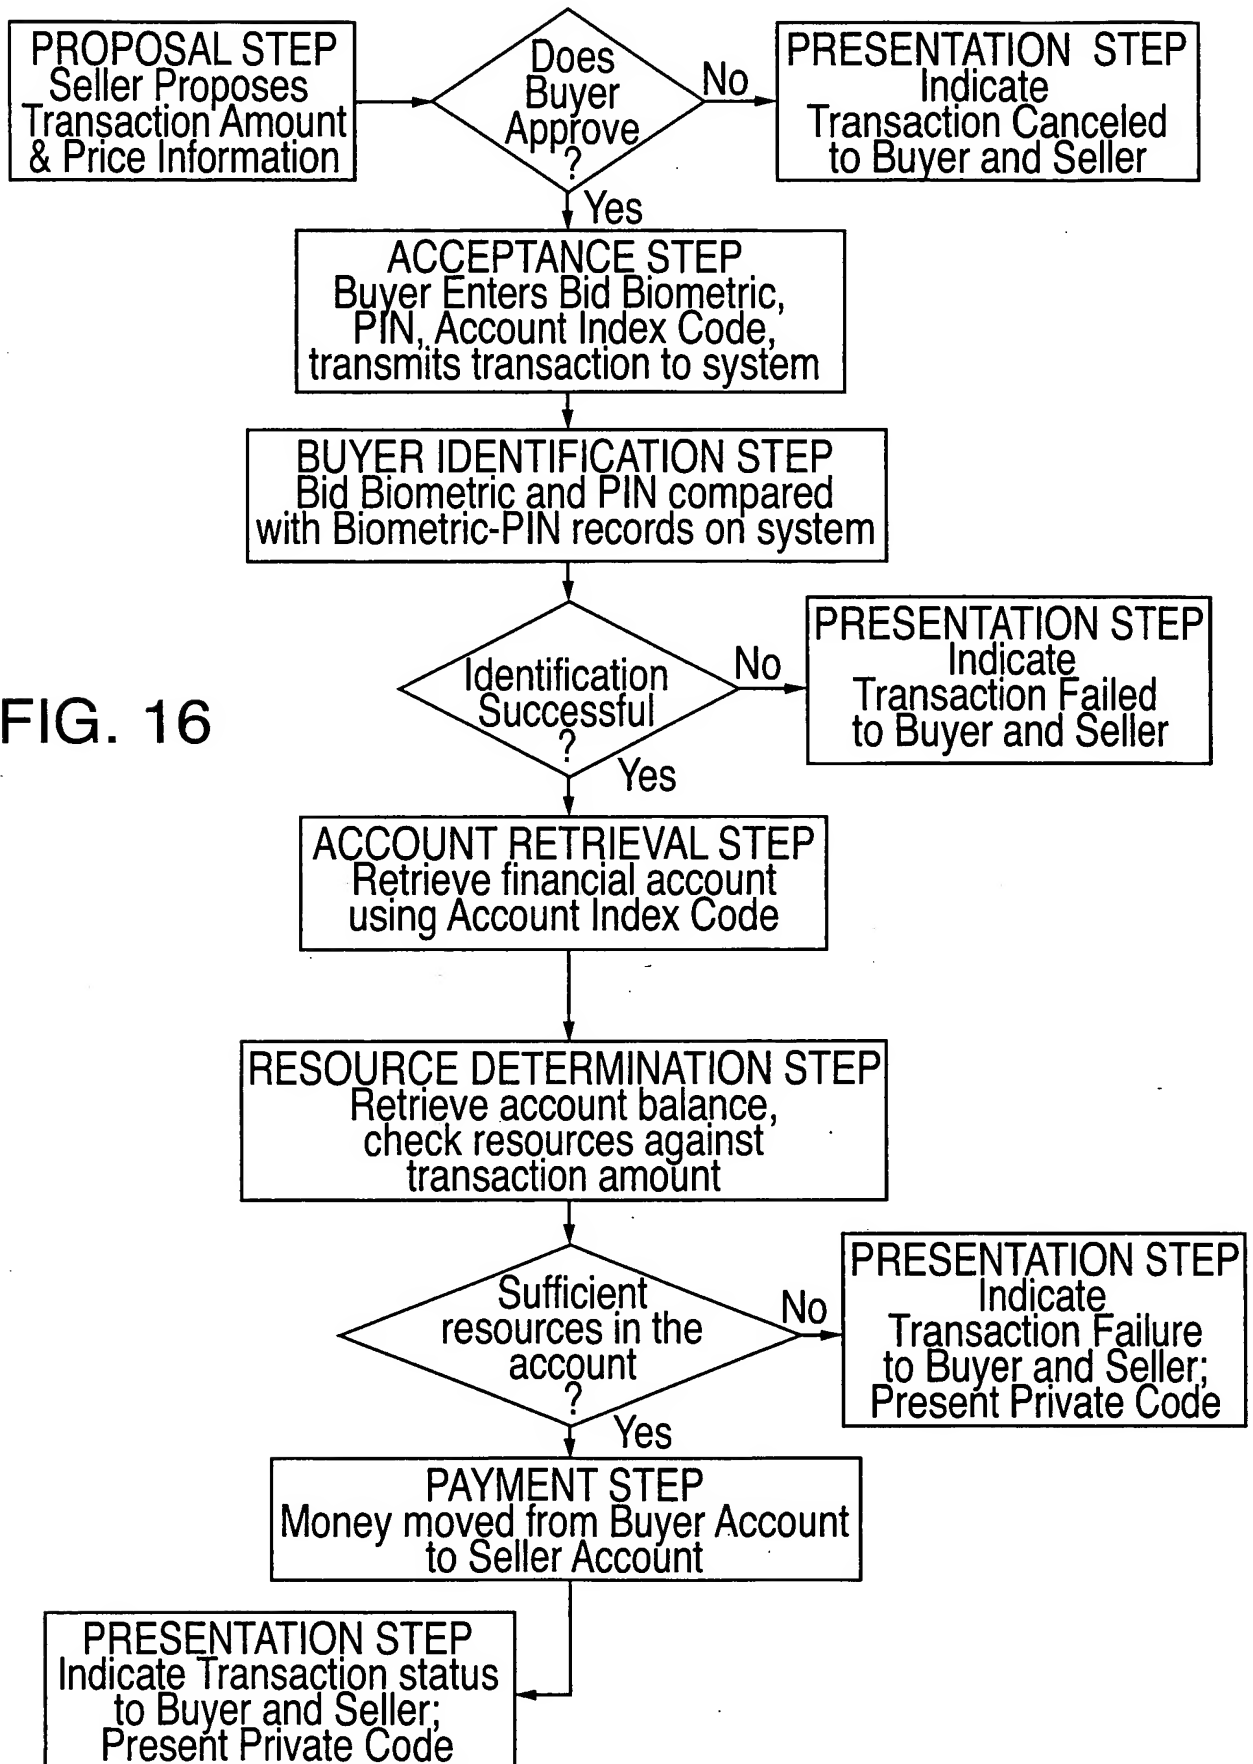 PROPOSAL STEP
Seller Proposes
Transaction Amount
& Price Information
Does
Buyer
Approve
?
No
PRESENTATION STEP
Indicate
Transaction Canceled
to Buyer and Seller
Yes
ACCEPTANCE STEP
Buyer Enters Bid Biometric,
PIN, Account Index Code,
transmits transaction to system
BUYER IDENTIFICATION STEP
Bid Biometric and PIN compared
with Biometric-PIN records on system
Identification
Successful
?
No
PRESENTATION STEP
Indicate
Transaction Failed
to Buyer and Seller
FIG. 16
Yes
ACCOUNT RETRIEVAL STEP
Retrieve financial account
using Account Index Code
RESOURCE DETERMINATION STEP
Retrieve account balance,
check resources against
transaction amount
Sufficient
resources in the
account
?
No
PRESENTATION STEP
Indicate
Transaction Failure
to Buyer and Seller;
Present Private Code
Yes
PAYMENT STEP
Money moved from Buyer Account
to Seller Account
PRESENTATION STEP
Indicate Transaction status
to Buyer and Seller;
Present Private Code